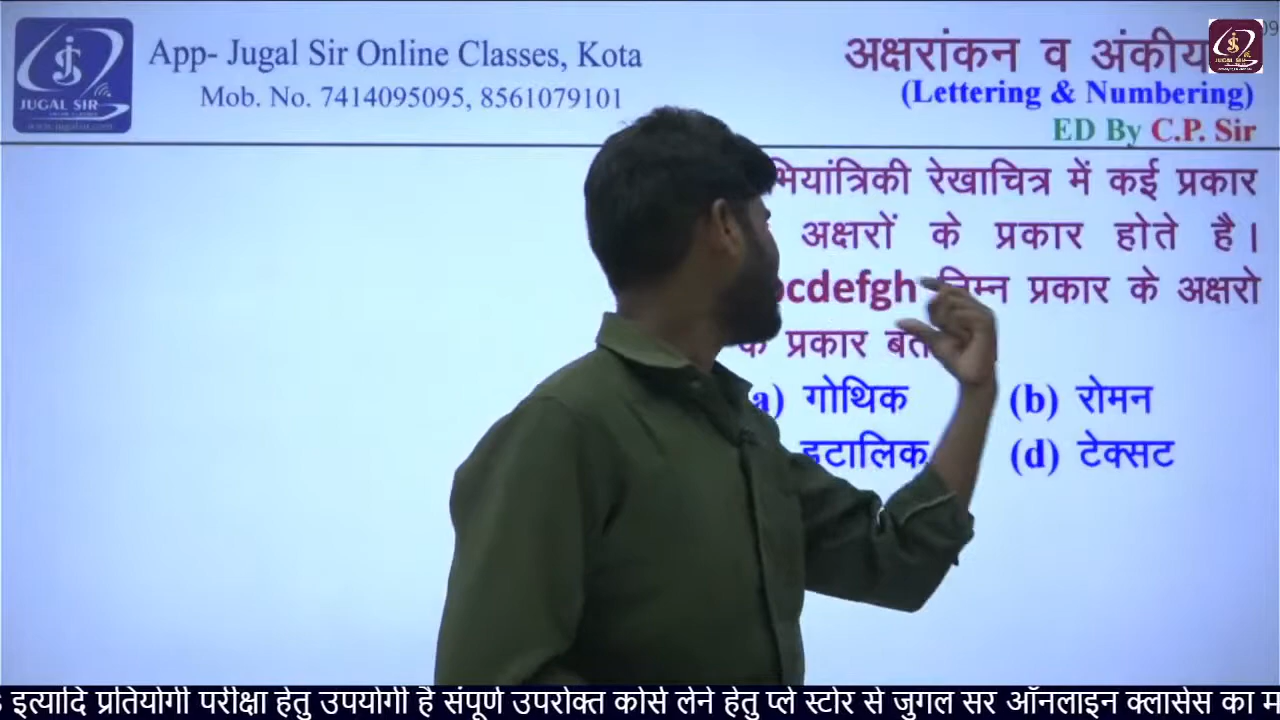 JUGAL SIR
App- Jugal Sir Online Classes, Kota
Mob. No. 7414095095, 8561079101
अक्षरांकन व
(Lettering & Numbering)
ED By C.P. Sir
रेखाचित्र में कई प्रकार
अक्षरों के प्रकार होते है।
प्रकार के अक्षरो
के प्रकार
गोथिक (b) रोमन
(d) टेक्सट
इत्यादि प्रतियोगी परीक्षा हेतु उपयोगी है संपूर्ण उपरोक्त कोर्स लेने हेतु प्ले स्टोर से जुगल सर ऑनलाइन क्लासेस का